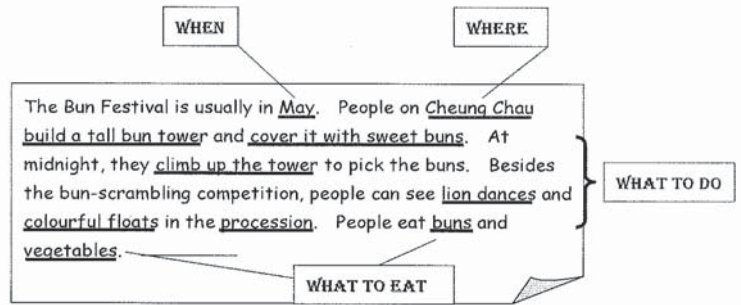 WHEN
WHERE
The Bun Festival is usually in May. People on Cheung Chau
build a tall bun tower and cover it with sweet buns. At
midnight, they climb up the tower to pick the buns. Besides
the bun-scrambling competition, people can see lion dances and
colourful floats in the procession. People eat buns and
vegetables.
WHAT TO DO
WHAT TO EAT